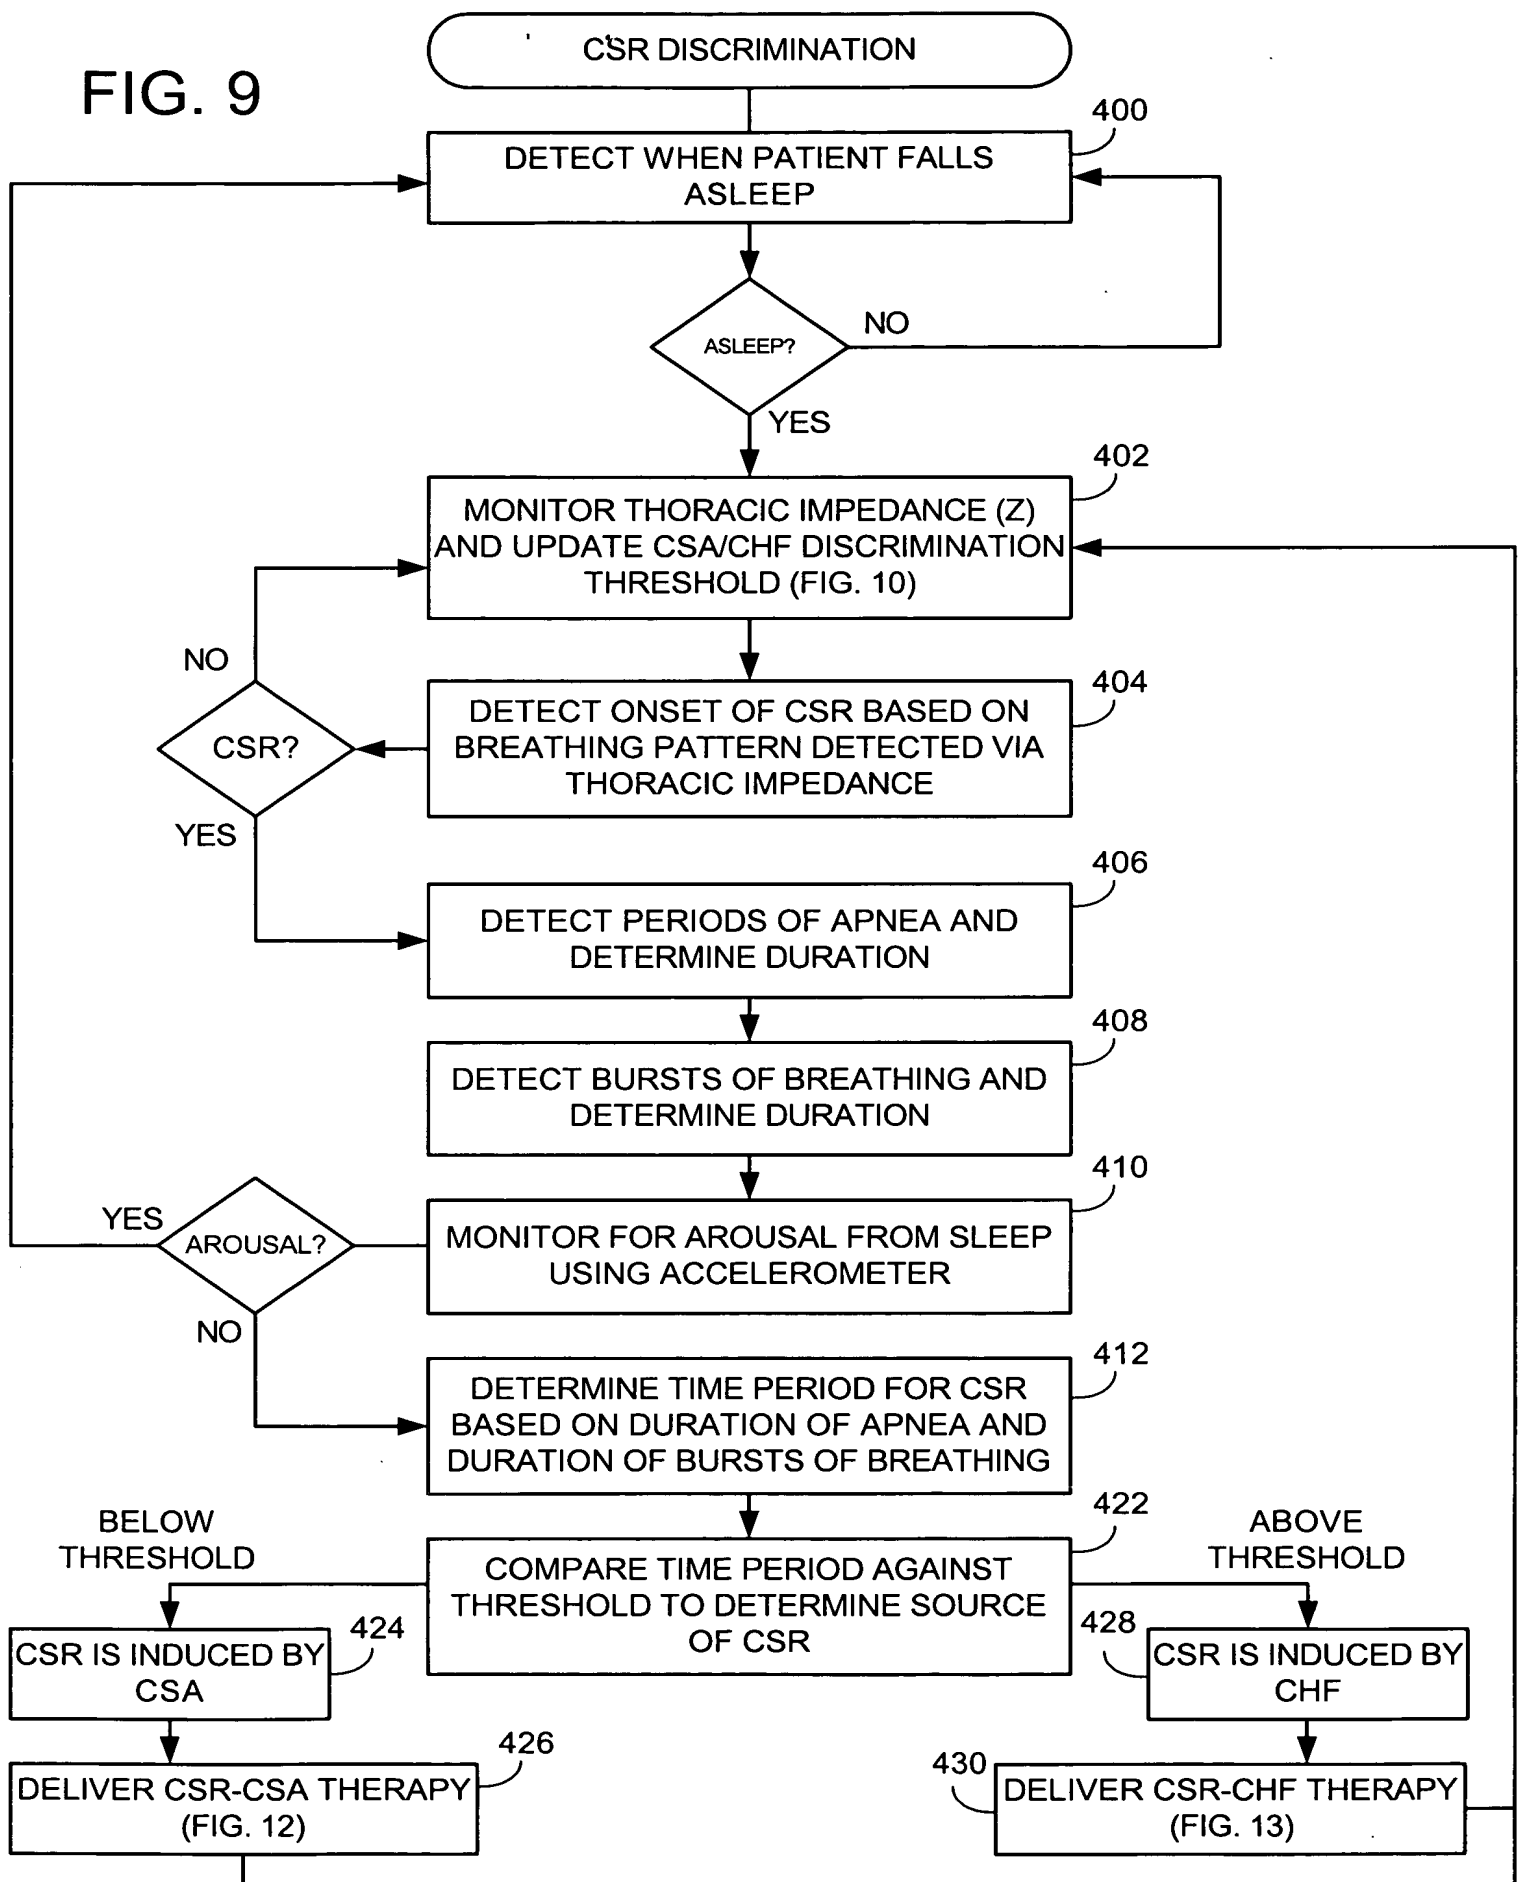 FIG. 9
CSR DISCRIMINATION
400
DETECT WHEN PATIENT FALLS
ASLEEP
ASLEEP?
NO
YES
402
MONITOR THORACIC IMPEDANCE (Z)
AND UPDATE CSA/CHF DISCRIMINATION
THRESHOLD (FIG. 10)
NO
CSR?
YES
404
DETECT ONSET OF CSR BASED ON
BREATHING PATTERN DETECTED VIA
THORACIC IMPEDANCE
406
DETECT PERIODS OF APNEA AND
DETERMINE DURATION
408
DETECT BURSTS OF BREATHING AND
DETERMINE DURATION
410
MONITOR FOR AROUSAL FROM SLEEP
USING ACCELEROMETER
YES
AROUSAL?
NO
412
DETERMINE TIME PERIOD FOR CSR
BASED ON DURATION OF APNEA AND
DURATION OF BURSTS OF BREATHING
422
COMPARE TIME PERIOD AGAINST
THRESHOLD TO DETERMINE SOURCE
OF CSR
BELOW
THRESHOLD
ABOVE
THRESHOLD
424
CSR IS INDUCED BY
CSA
428
CSR IS INDUCED BY
CHF
426
DELIVER CSR-CSA THERAPY
(FIG. 12)
430
DELIVER CSR-CHF THERAPY
(FIG. 13)